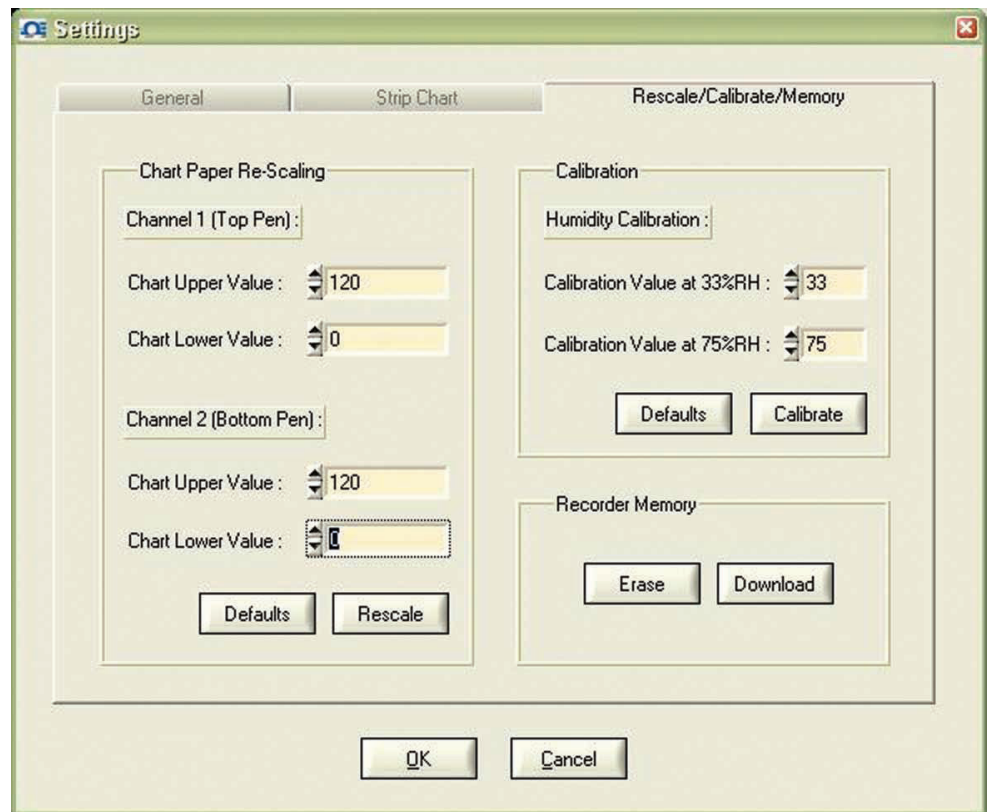 Settings
General
Strip Chart
Rescale/Calibrate/Memory
Chart Paper Re-Scaling
Channel 1 (Top Pen) :
Chart Upper Value : 120
Chart Lower Value : 0
Channel 2 (Bottom Pen) :
Chart Upper Value : 120
Chart Lower Value : 0
Defaults
Rescale
Calibration
Humidity Calibration :
Calibration Value at 33%RH : 33
Calibration Value at 75%RH : 75
Defaults
Calibrate
Recorder Memory
Erase
Download
OK
Cancel